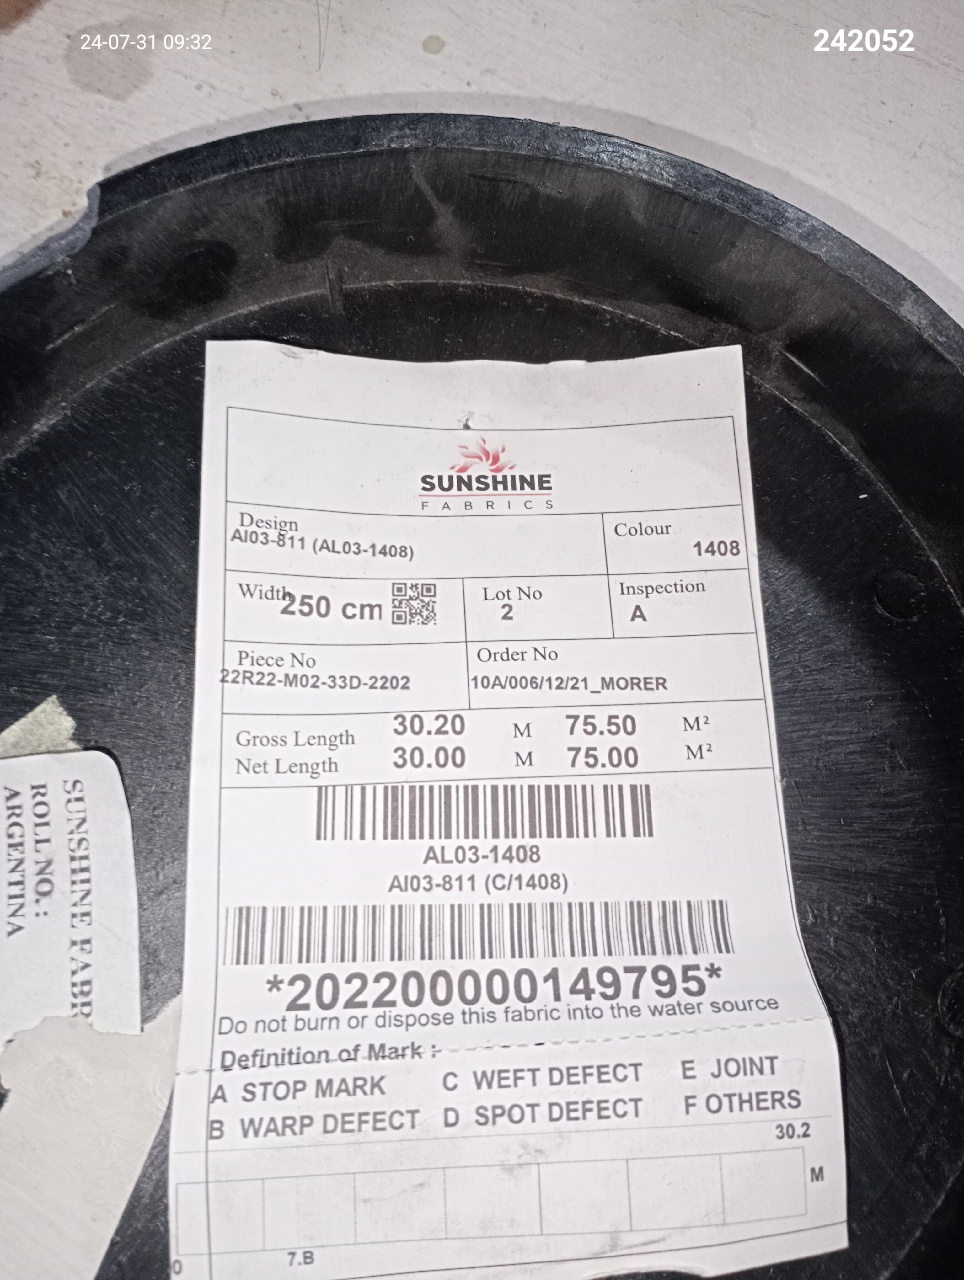 24-07-31 09:32
242052
SUNSHINE
FABRICS
Design
AI03-811 (AL03-1408)
Colour
1408
Width
250 cm
Lot No
2
Inspection
A
Piece No
22R22-M02-33D-2202
Order No
10A/006/12/21_MORER
Gross Length 30.20 M 75.50 M²
Net Length 30.00 M 75.00 M²
AL03-1408
AI03-811 (C/1408)
*202200000149795*
Do not burn or dispose this fabric into the water source
Definition of Mark :-
A STOP MARK C WEFT DEFECT E JOINT
B WARP DEFECT D SPOT DEFECT F OTHERS
30.2
M
0 7.B
SUNSHINE FABR
ROLL NO. :
ARGENTINA